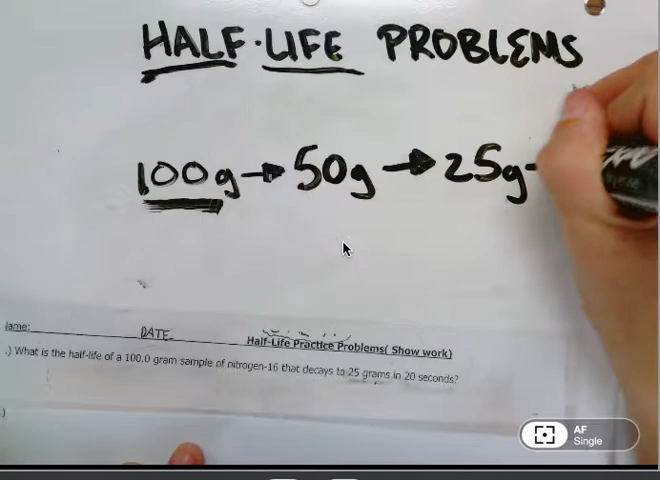 HALF-LIFE PROBLEMS
100g → 50g → 25g
DATE
Half-Life Practice Problems( Show work)
.) What is the half-life of a 100.0 gram sample of nitrogen-16 that decays to 25 grams in 20 seconds?
.)
AF
Single